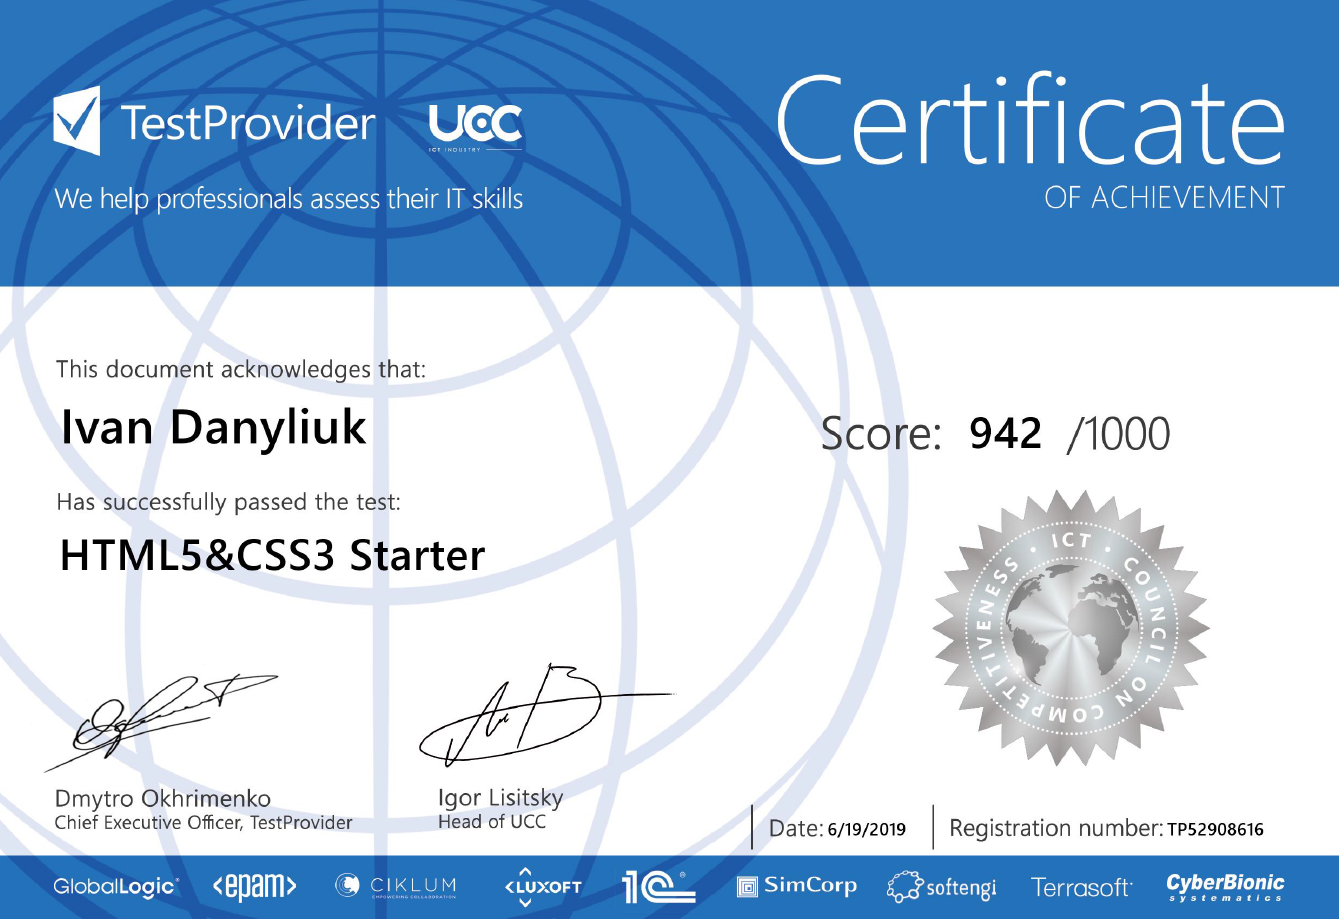 TestProvider
UCC
ICT INDUSTRY
We help professionals assess their IT skills
Certificate
OF ACHIEVEMENT
This document acknowledges that:
Ivan Danyliuk
Score: 942 /1000
Has successfully passed the test:
HTML5&CSS3 Starter
ICT • COUNCIL ON COMPETITIVENESS •
Dmytro Okhrimenko
Chief Executive Officer, TestProvider
Igor Lisitsky
Head of UCC
Date: 6/19/2019
Registration number: TP52908616
GlobalLogic®
<epam>
CIKLUM
EMPOWERING COLLABORATION
<LUXOFT
1C®
SimCorp
softengi
Terrasoft
CyberBionic
systematics